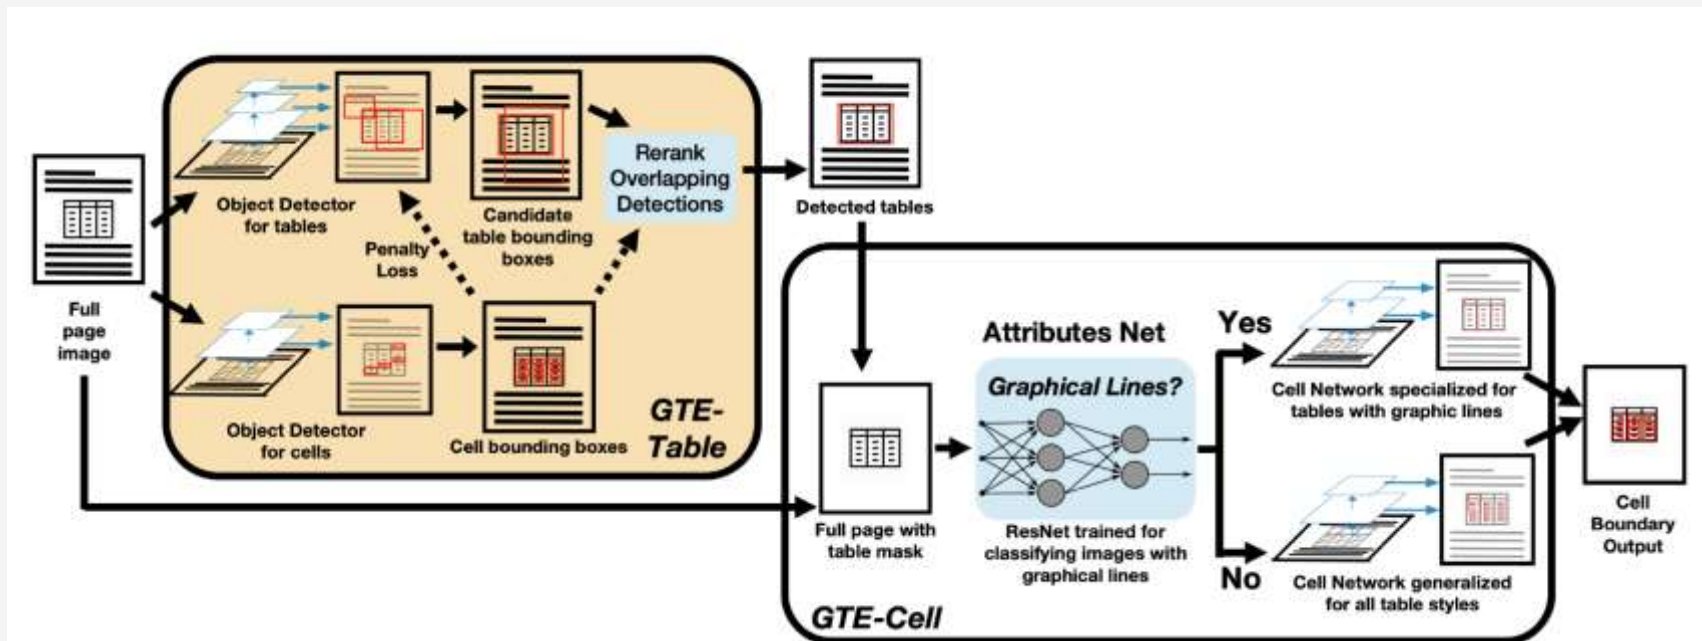 Full
page
image
Object Detector
for tables
Candidate
table bounding
boxes
Rerank
Overlapping
Detections
Penalty
Loss
Object Detector
for cells
Cell bounding boxes
GTE-
Table
Detected tables
Full page with
table mask
Attributes Net
Graphical Lines?
ResNet trained for
classifying images with
graphical lines
Yes
No
Cell Network specialized for
tables with graphic lines
Cell Network generalized
for all table styles
GTE-Cell
Cell
Boundary
Output